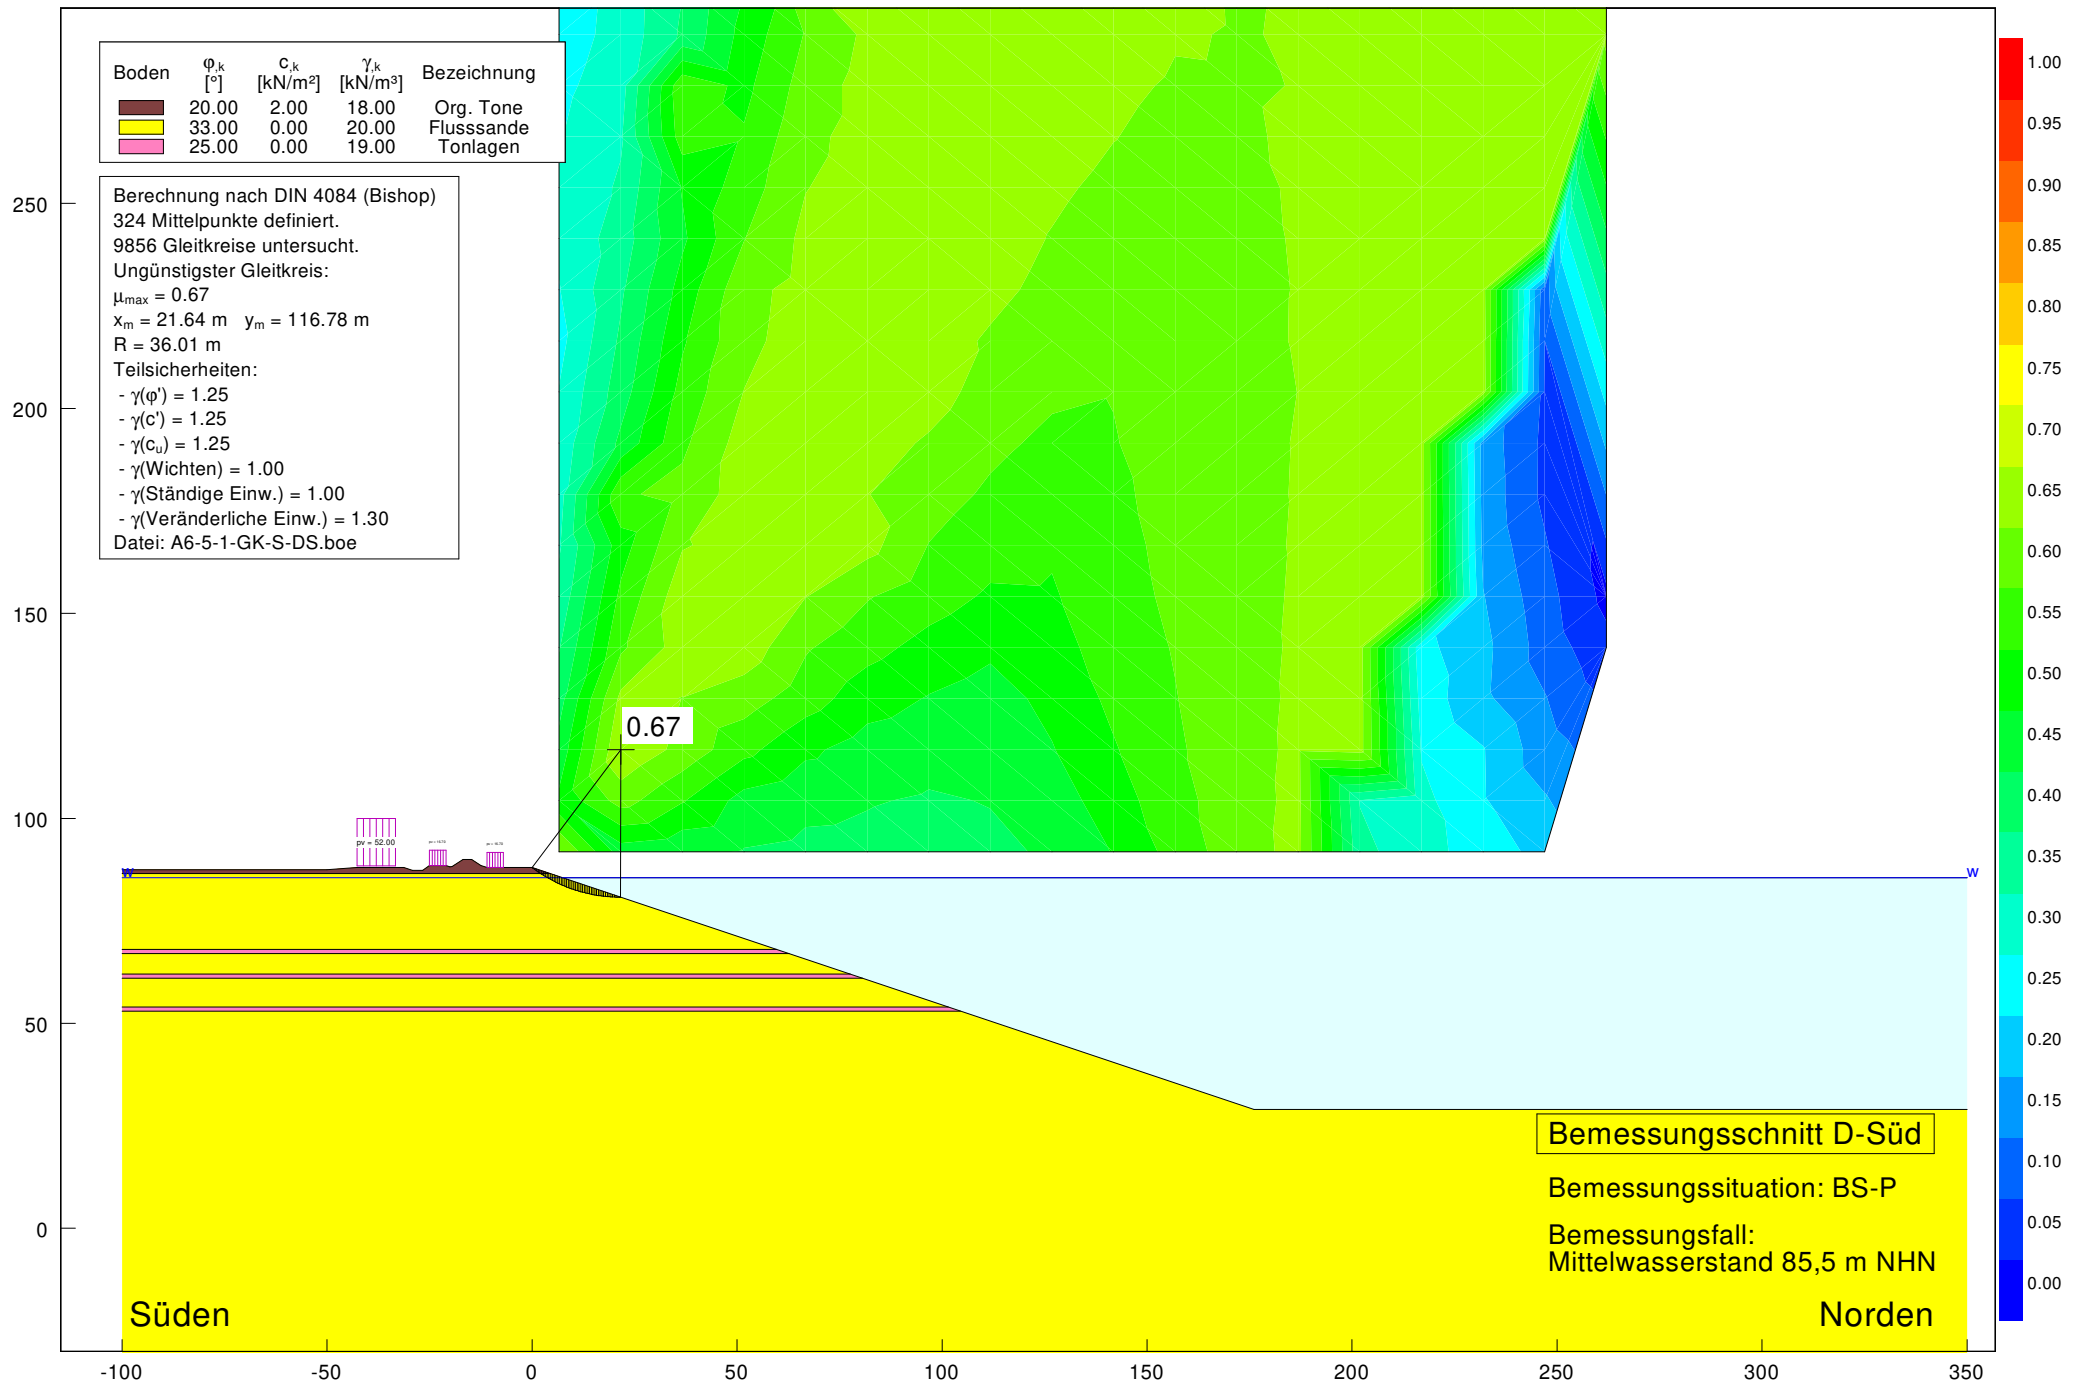 Boden φ,k c,k γ,k Bezeichnung
[°] [kN/m²] [kN/m³]
20.00 2.00 18.00 Org. Tone
33.00 0.00 20.00 Flusssande
25.00 0.00 19.00 Tonlagen
Berechnung nach DIN 4084 (Bishop)
324 Mittelpunkte definiert.
9856 Gleitkreise untersucht.
Ungünstigster Gleitkreis:
μmax = 0.67
xm = 21.64 m ym = 116.78 m
R = 36.01 m
Teilsicherheiten:
- γ(φ') = 1.25
- γ(c') = 1.25
- γ(cu) = 1.25
- γ(Wichten) = 1.00
- γ(Ständige Einw.) = 1.00
- γ(Veränderliche Einw.) = 1.30
Datei: A6-5-1-GK-S-DS.boe
250
200
150
100
50
0
0.67
pv = 52.00
w
w
Bemessungsschnitt D-Süd
Bemessungssituation: BS-P
Bemessungsfall:
Mittelwasserstand 85,5 m NHN
Süden
Norden
-100 -50 0 50 100 150 200 250 300 350
1.00
0.95
0.90
0.85
0.80
0.75
0.70
0.65
0.60
0.55
0.50
0.45
0.40
0.35
0.30
0.25
0.20
0.15
0.10
0.05
0.00